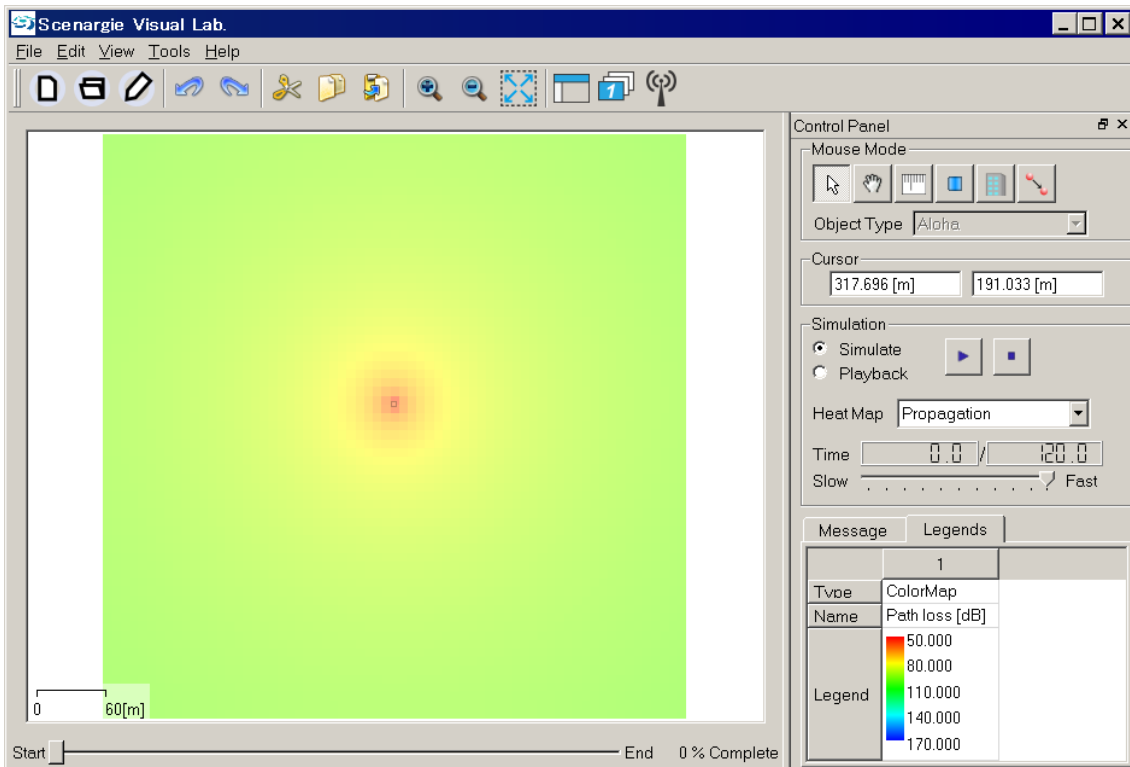 Scenargie Visual Lab.
File Edit View Tools Help
1
Control Panel
Mouse Mode
Object Type Aloha
Cursor
317.696 [m] 191.033 [m]
Simulation
Simulate
Playback
Heat Map Propagation
Time 0.0 / 120.0
Slow Fast
Message Legends
1
Type ColorMap
Name Path loss [dB]
Legend
50.000
80.000
110.000
140.000
170.000
0 60[m]
Start End 0 % Complete